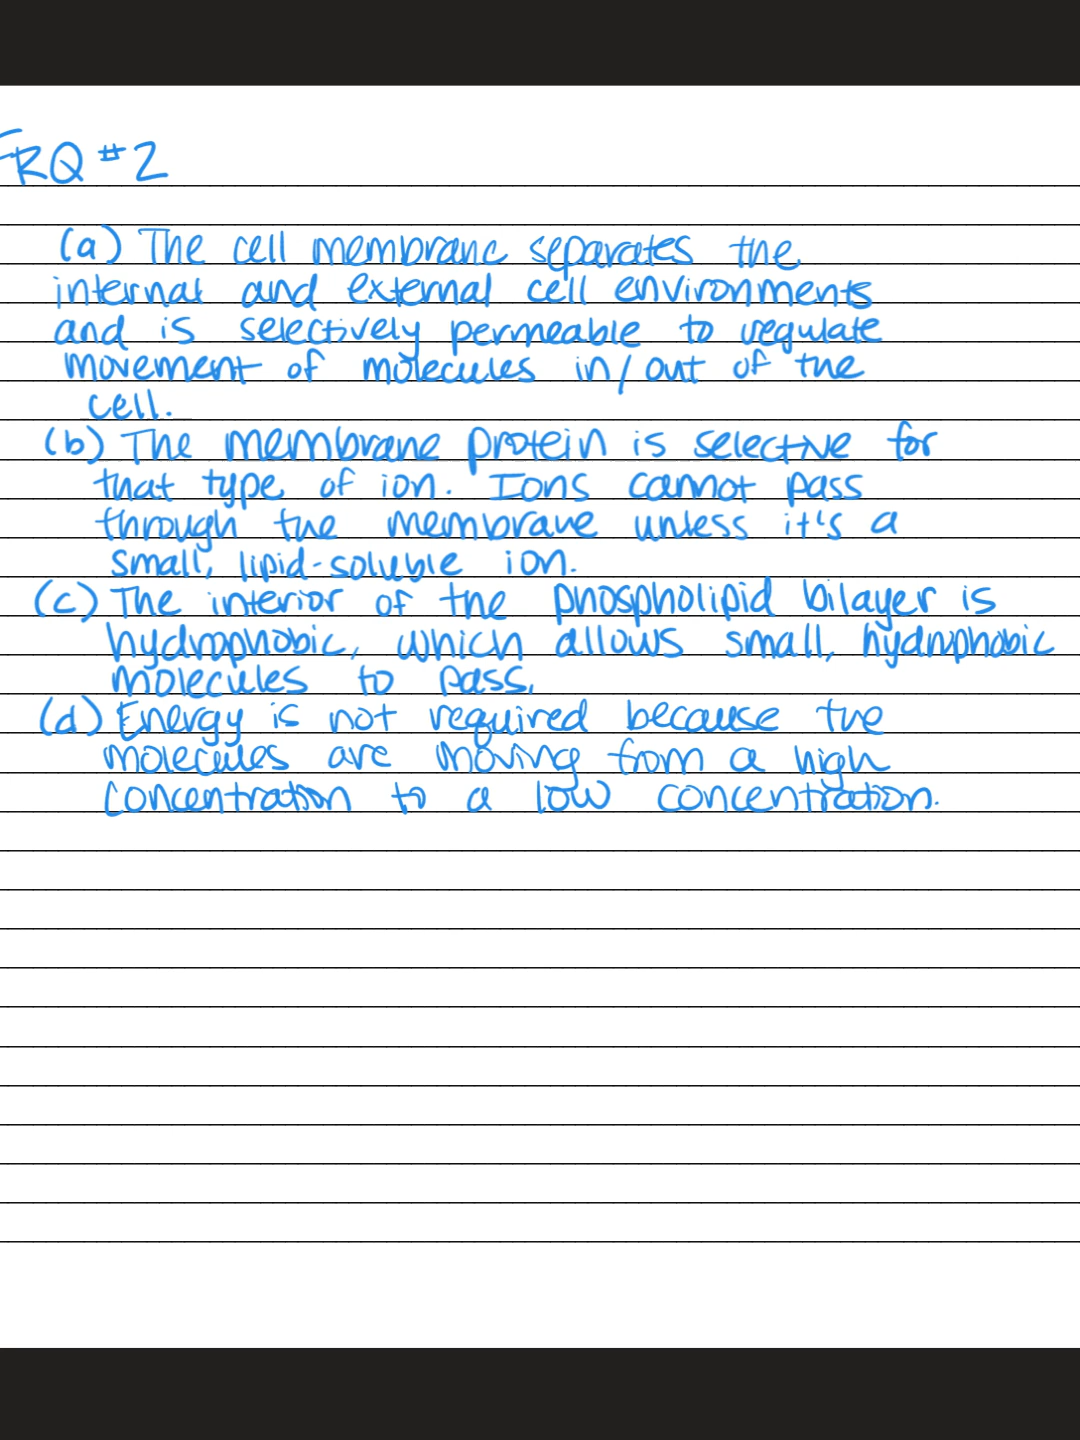 FRQ #2
(a) The cell membrane separates the
internal and external cell environments
and is selectively permeable to regulate
movement of molecules in/out of the
cell.
(b) The membrane protein is selective for
that type of ion. Ions cannot pass
through the membrane unless it's a
small, lipid-soluble ion.
(c) The interior of the phospholipid bilayer is
hydrophobic, which allows small, hydrophobic
molecules to pass.
(d) Energy is not required because the
molecules are moving from a high
concentration to a low concentration.